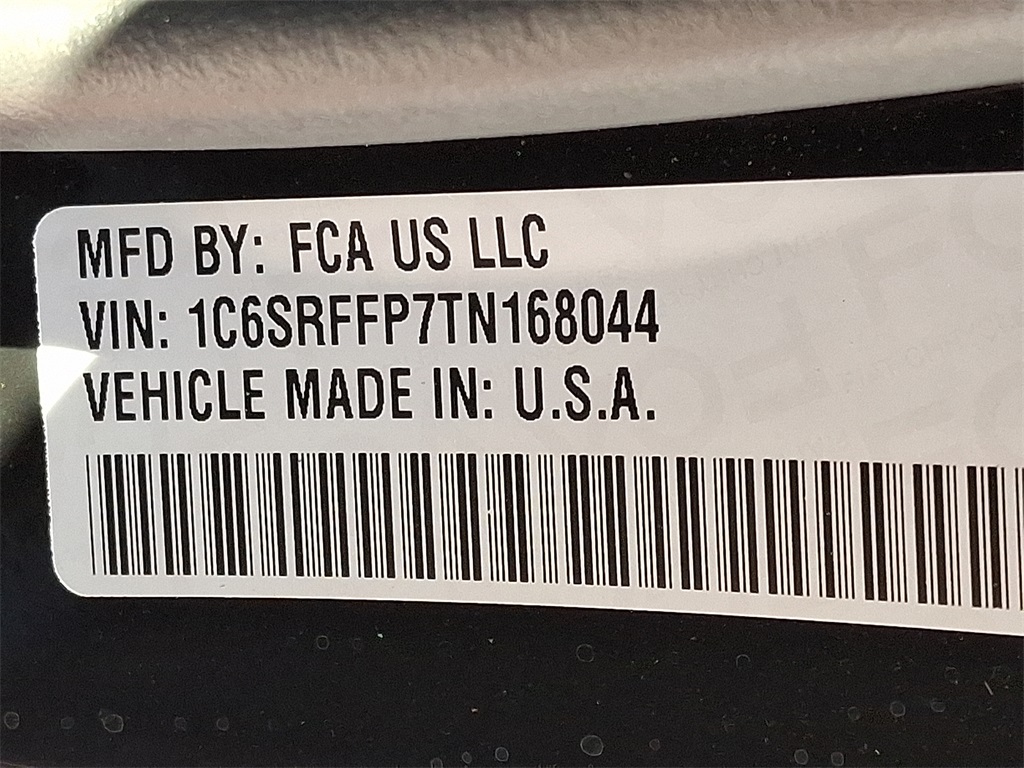 MFD BY: FCA US LLC
VIN: 1C6SRFFP7TN168044
VEHICLE MADE IN: U.S.A.